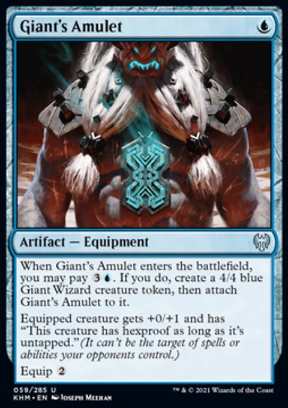 Giant's Amulet
Artifact — Equipment
When Giant's Amulet enters the battlefield,
you may pay 3. If you do, create a 4/4 blue
Giant Wizard creature token, then attach
Giant's Amulet to it.
Equipped creature gets +0/+1 and has
"This creature has hexproof as long as it's
untapped." (It can't be the target of spells or
abilities your opponents control.)
Equip 2
059/285 U
KHM • EN Joseph Meehan
™ & © 2021 Wizards of the Coast